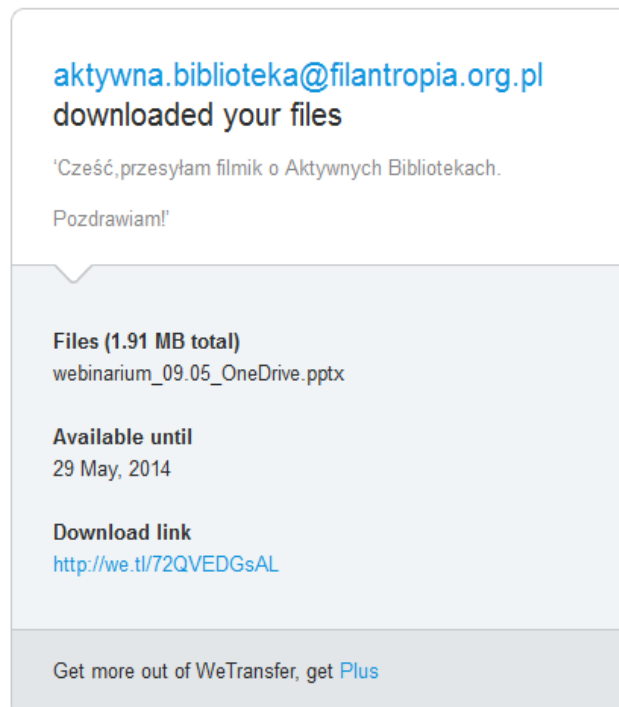 aktywna.biblioteka@filantropia.org.pl
downloaded your files
'Cześć,przesyłam filmik o Aktywnych Bibliotekach.
Pozdrawiam!'
Files (1.91 MB total)
webinarium_09.05_OneDrive.pptx
Available until
29 May, 2014
Download link
http://we.tl/72QVEDGsAL
Get more out of WeTransfer, get Plus